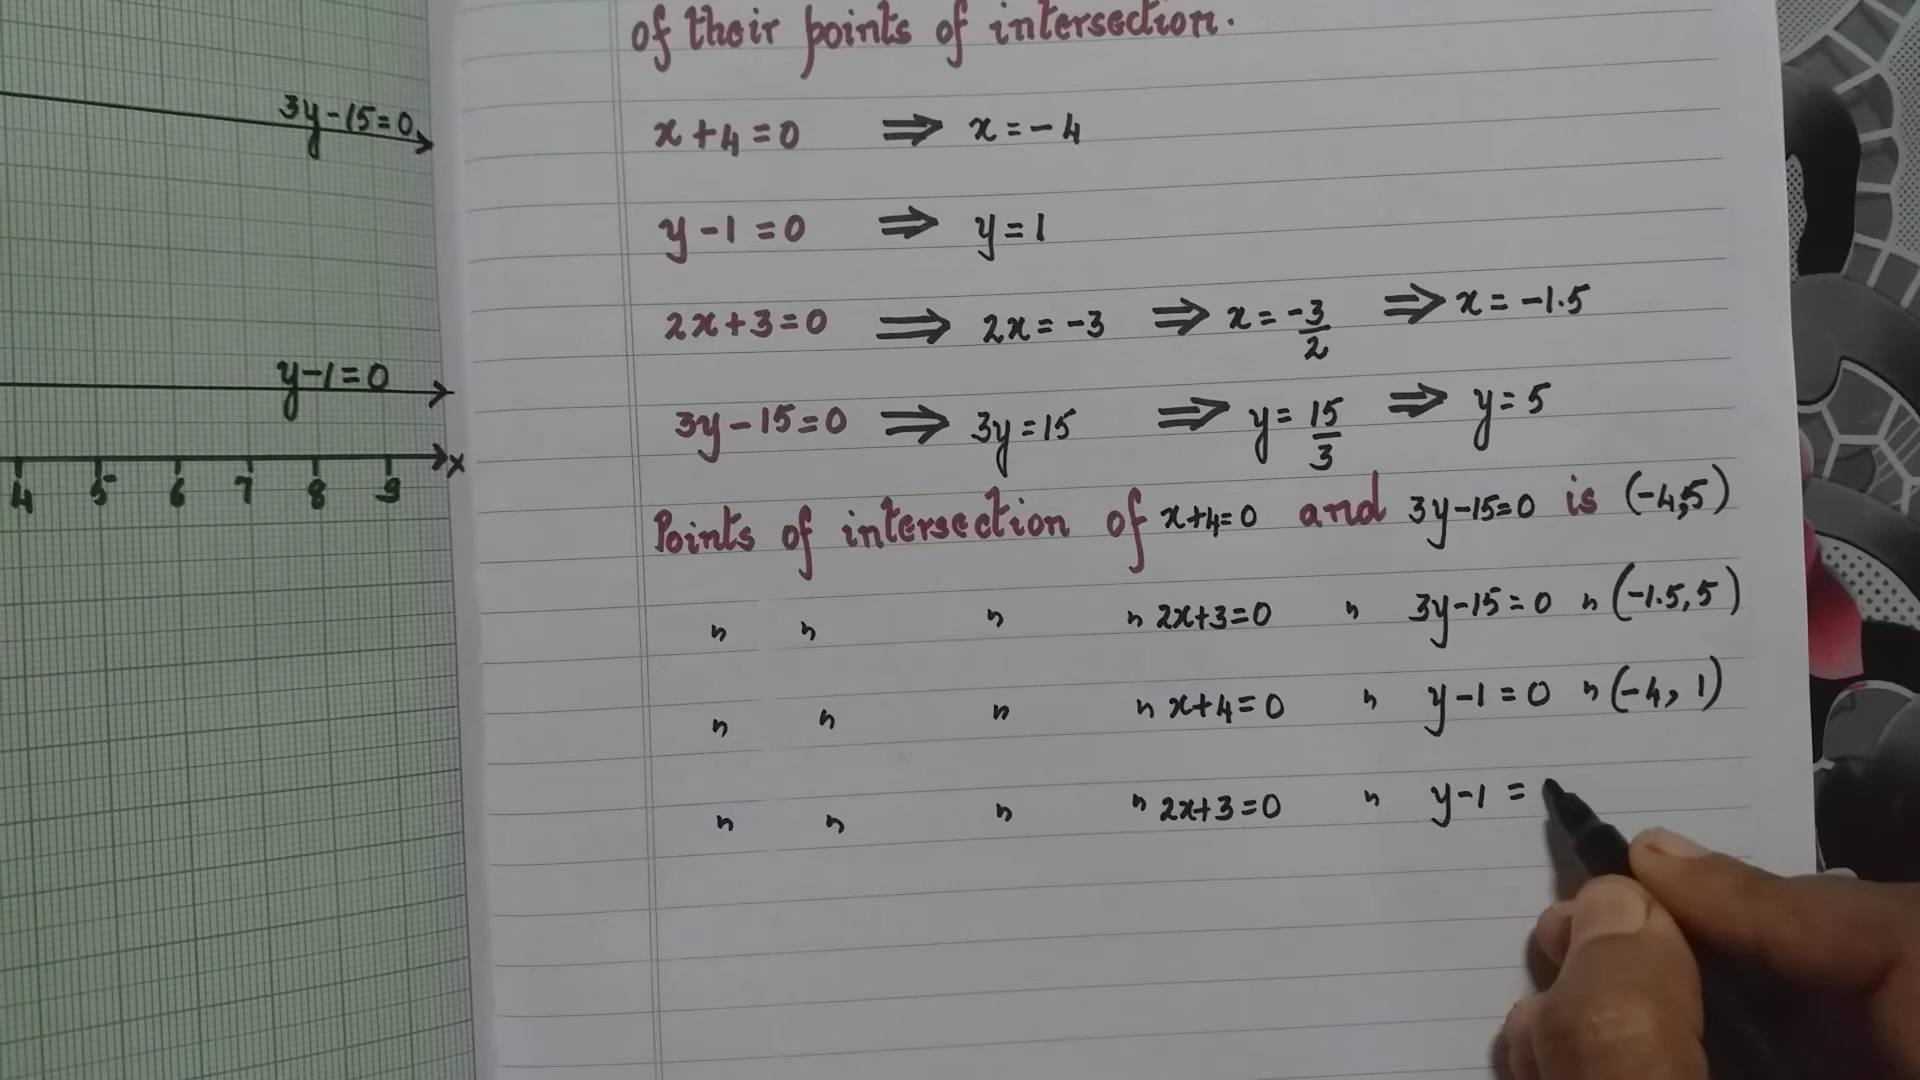 3y-15=0
y-1=0
x
4 5 6 7 8 9
of their points of intersection.
x+4=0 ⇒ x=-4
y-1=0 ⇒ y=1
2x+3=0 ⇒ 2x=-3 ⇒ x=-3/2 ⇒ x=-1.5
3y-15=0 ⇒ 3y=15 ⇒ y=15/3 ⇒ y=5
Points of intersection of x+4=0 and 3y-15=0 is (-4,5)
" " " " 2x+3=0 " 3y-15=0 " (-1.5,5)
" " " " x+4=0 " y-1=0 " (-4, 1)
" " " " 2x+3=0 " y-1 =